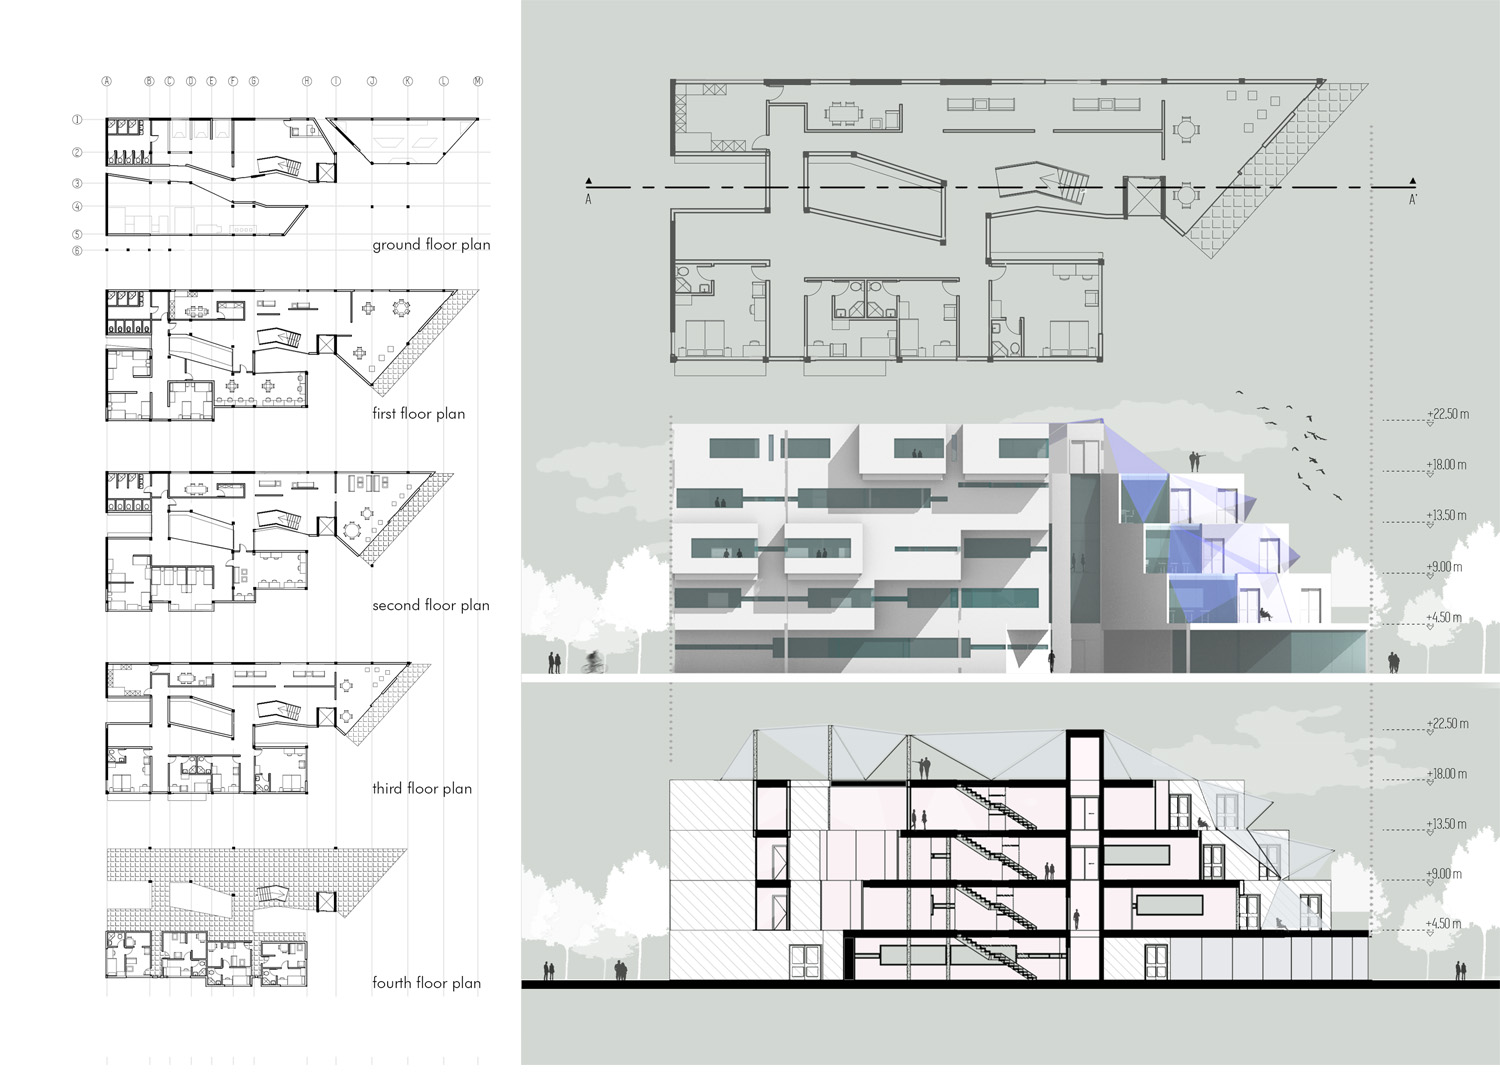 A B C D E F G H I J K L M
1
2
3
4
5
6
ground floor plan
first floor plan
second floor plan
third floor plan
fourth floor plan
A A'
+22.50 m
+18.00 m
+13.50 m
+9.00 m
+4.50 m
+22.50 m
+18.00 m
+13.50 m
+9.00 m
+4.50 m